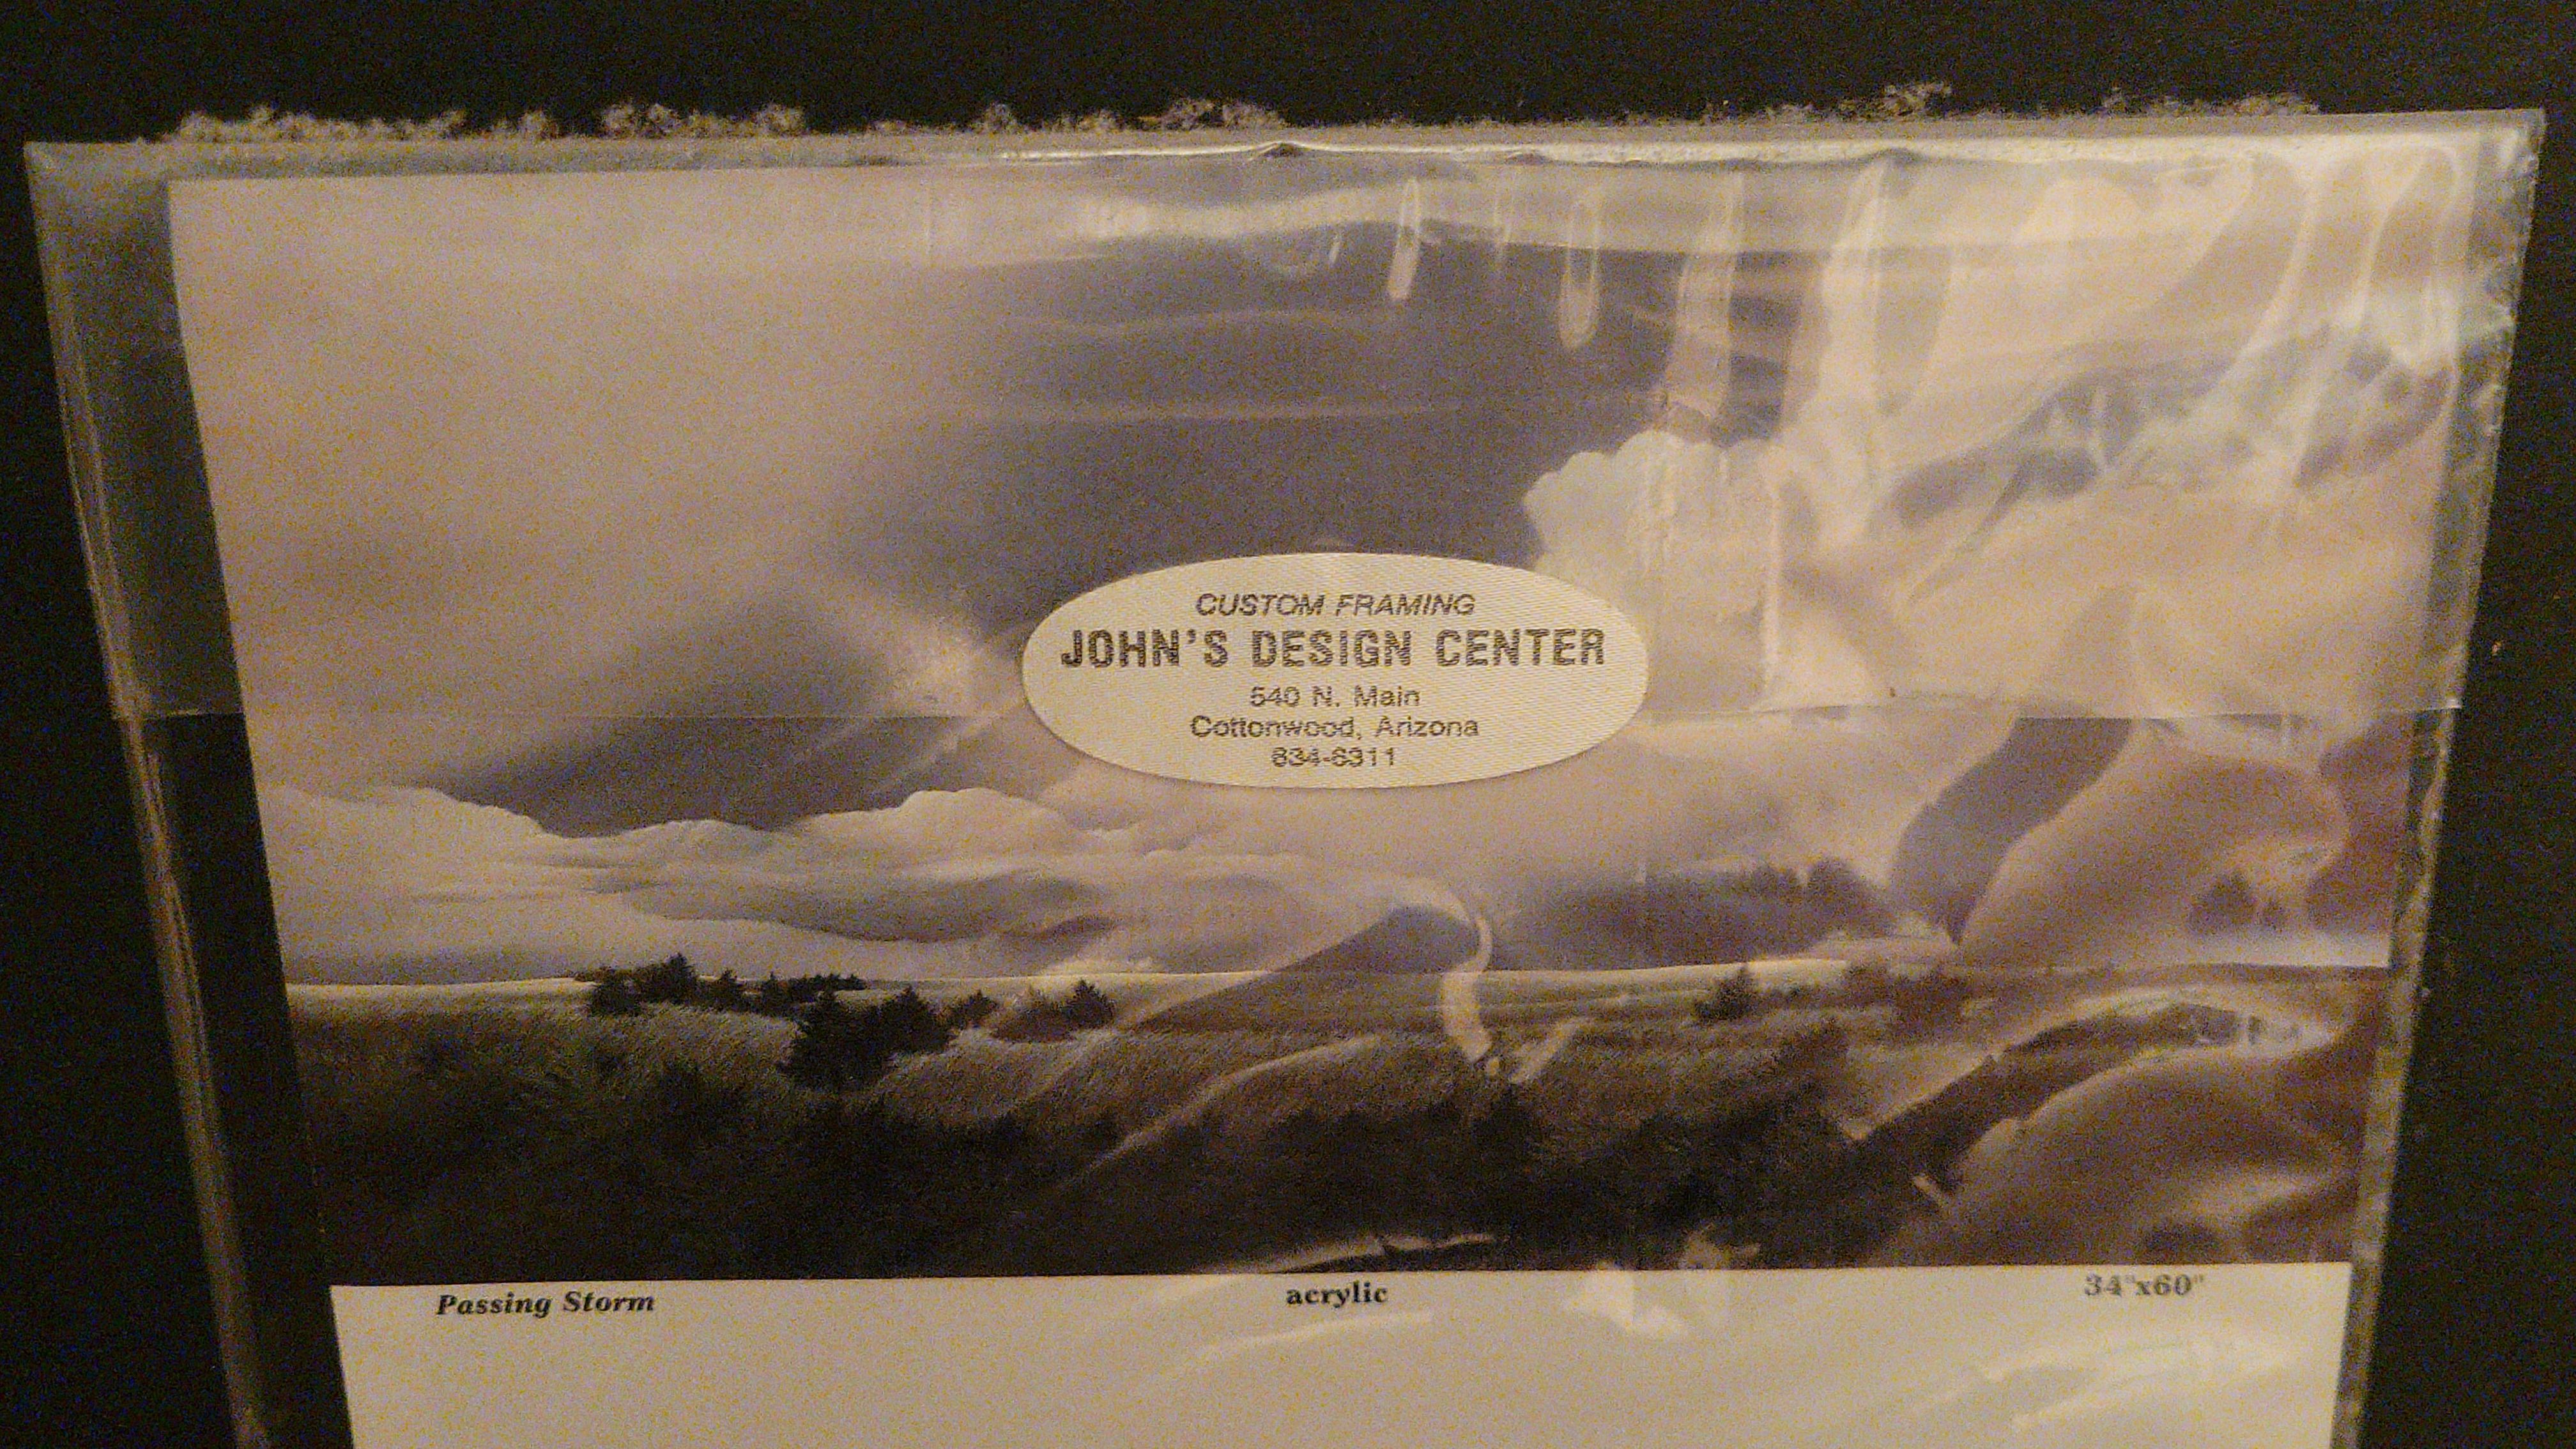 CUSTOM FRAMING
JOHN'S DESIGN CENTER
540 N. Main
Cottonwood, Arizona
634-6311
Passing Storm acrylic 34"x60"